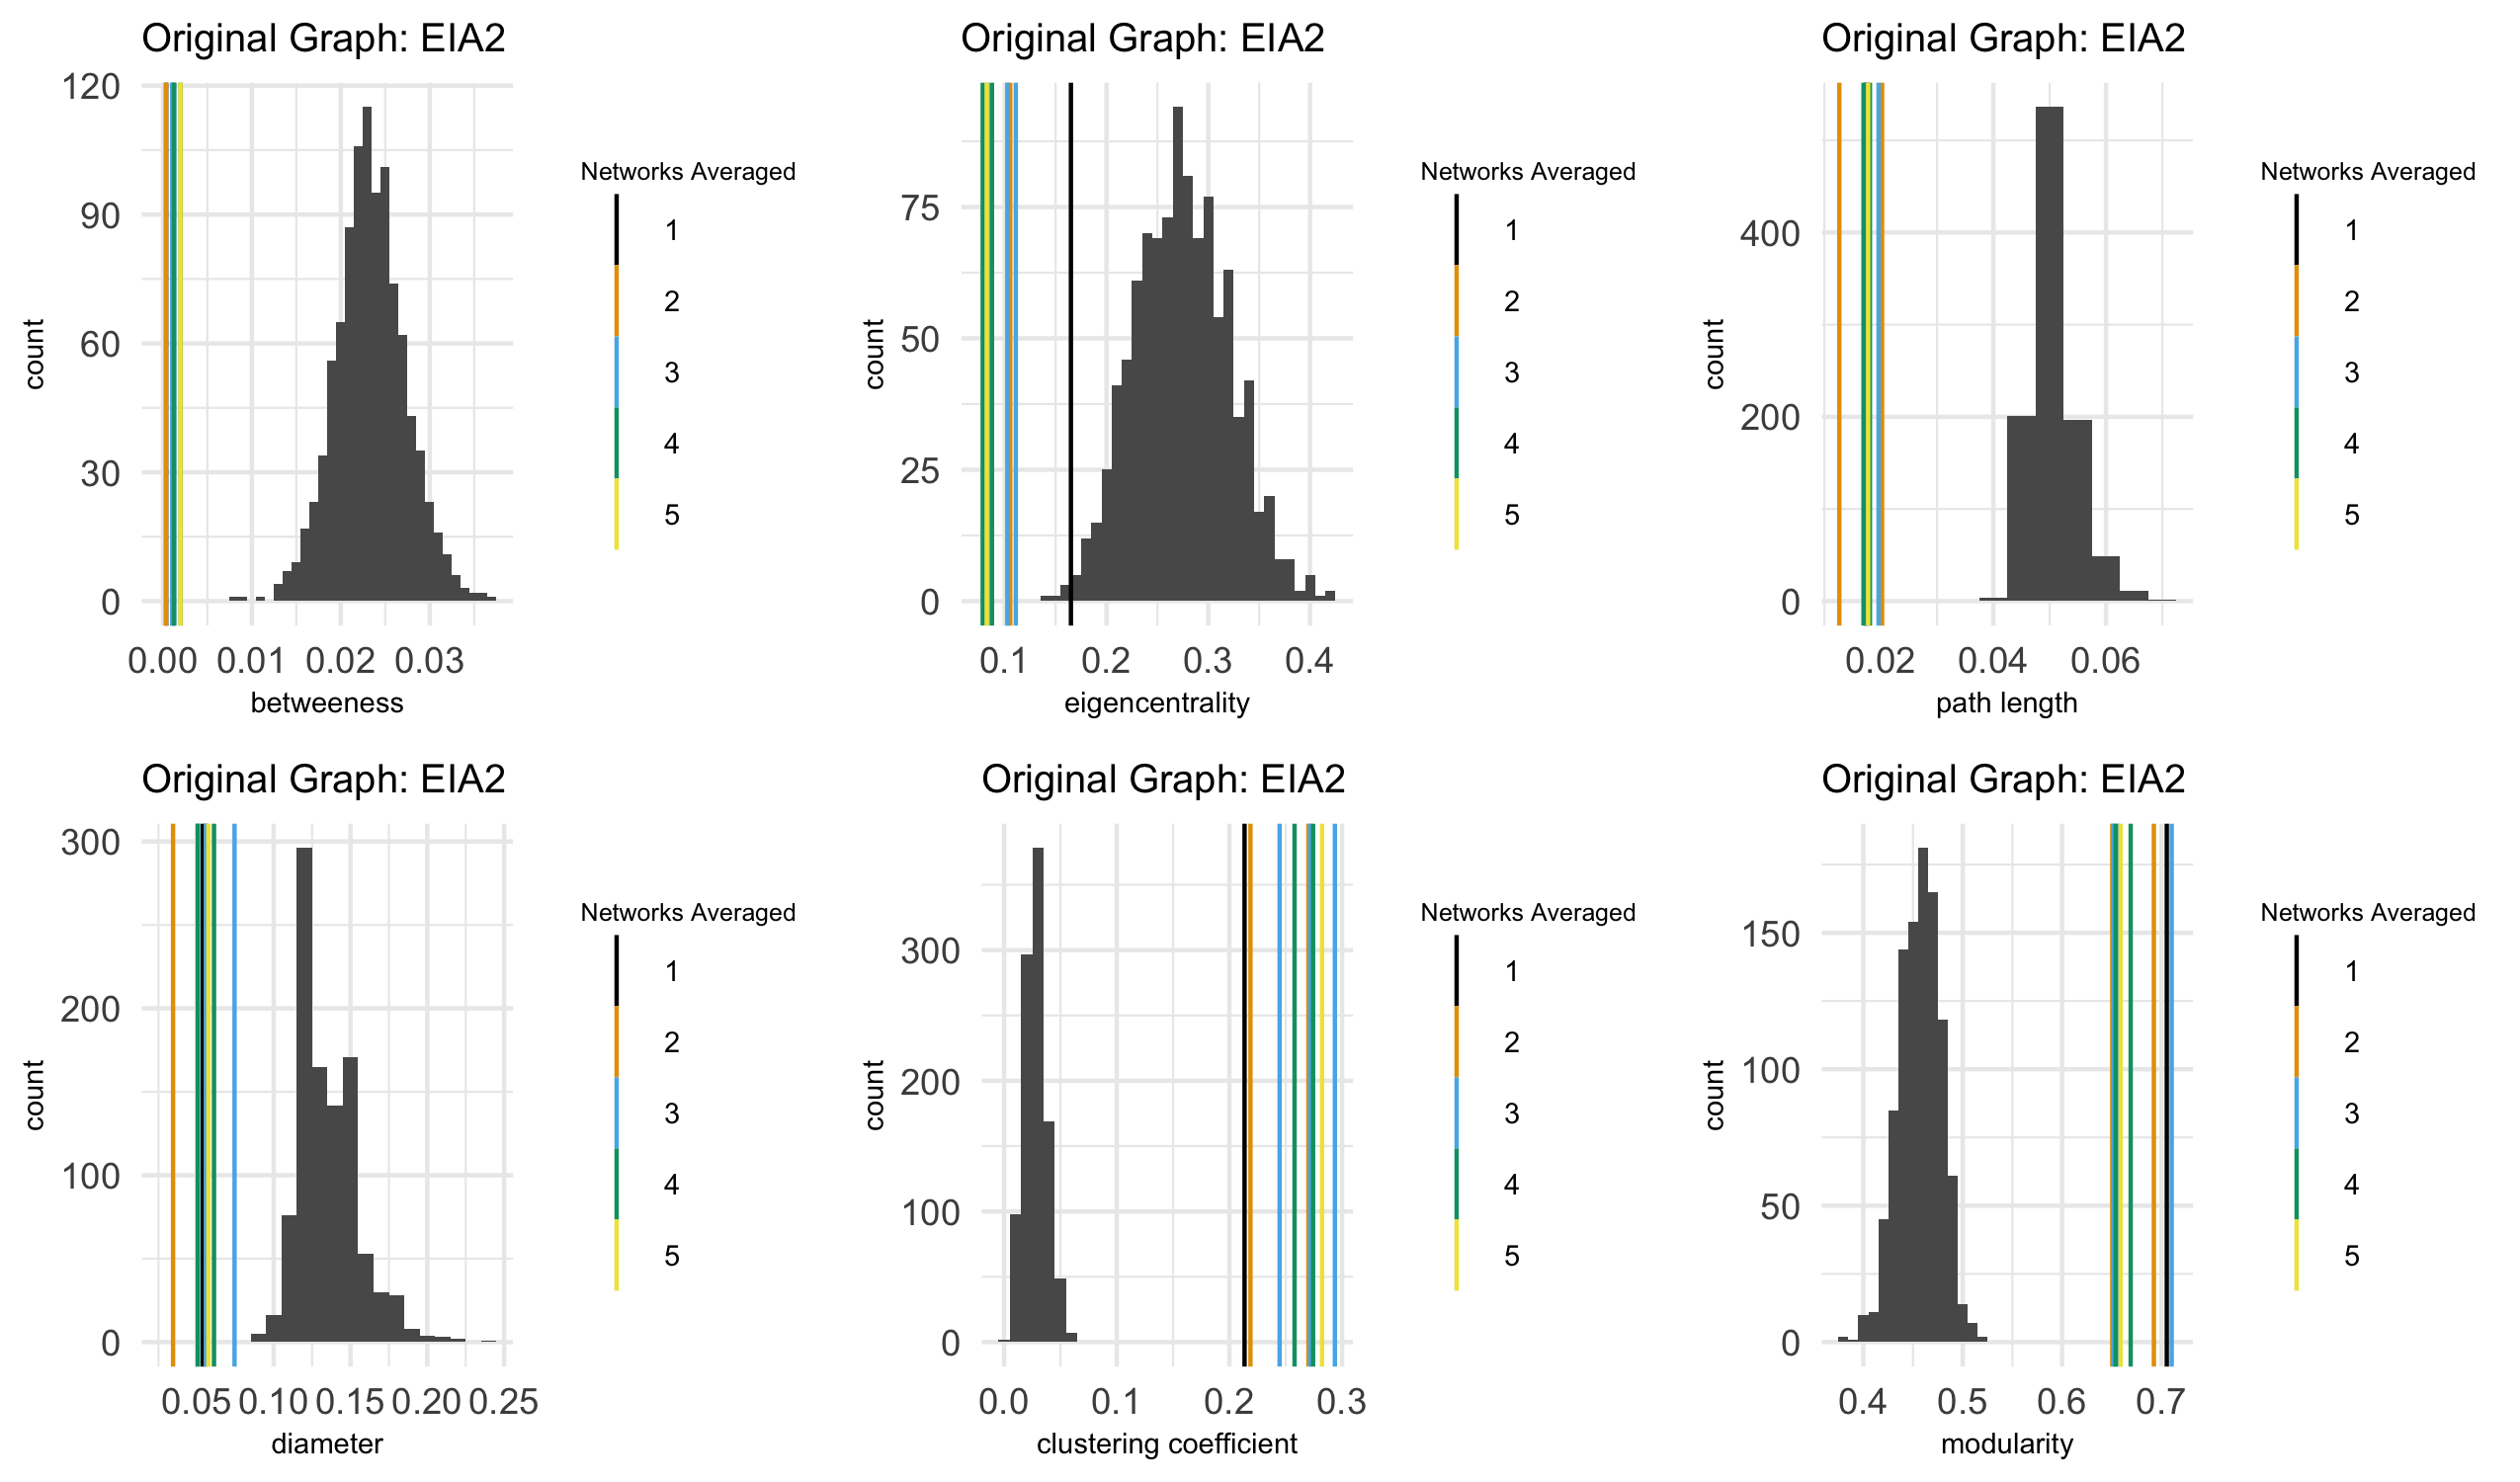 Original Graph: EIA2
120
90
60
30
0
count
0.00 0.01 0.02 0.03
betweeness
Networks Averaged
1
2
3
4
5
Original Graph: EIA2
75
50
25
0
count
0.1 0.2 0.3 0.4
eigencentrality
Networks Averaged
1
2
3
4
5
Original Graph: EIA2
400
200
0
count
0.02 0.04 0.06
path length
Networks Averaged
1
2
3
4
5
Original Graph: EIA2
300
200
100
0
count
0.05 0.10 0.15 0.20 0.25
diameter
Networks Averaged
1
2
3
4
5
Original Graph: EIA2
300
200
100
0
count
0.0 0.1 0.2 0.3
clustering coefficient
Networks Averaged
1
2
3
4
5
Original Graph: EIA2
150
100
50
0
count
0.4 0.5 0.6 0.7
modularity
Networks Averaged
1
2
3
4
5